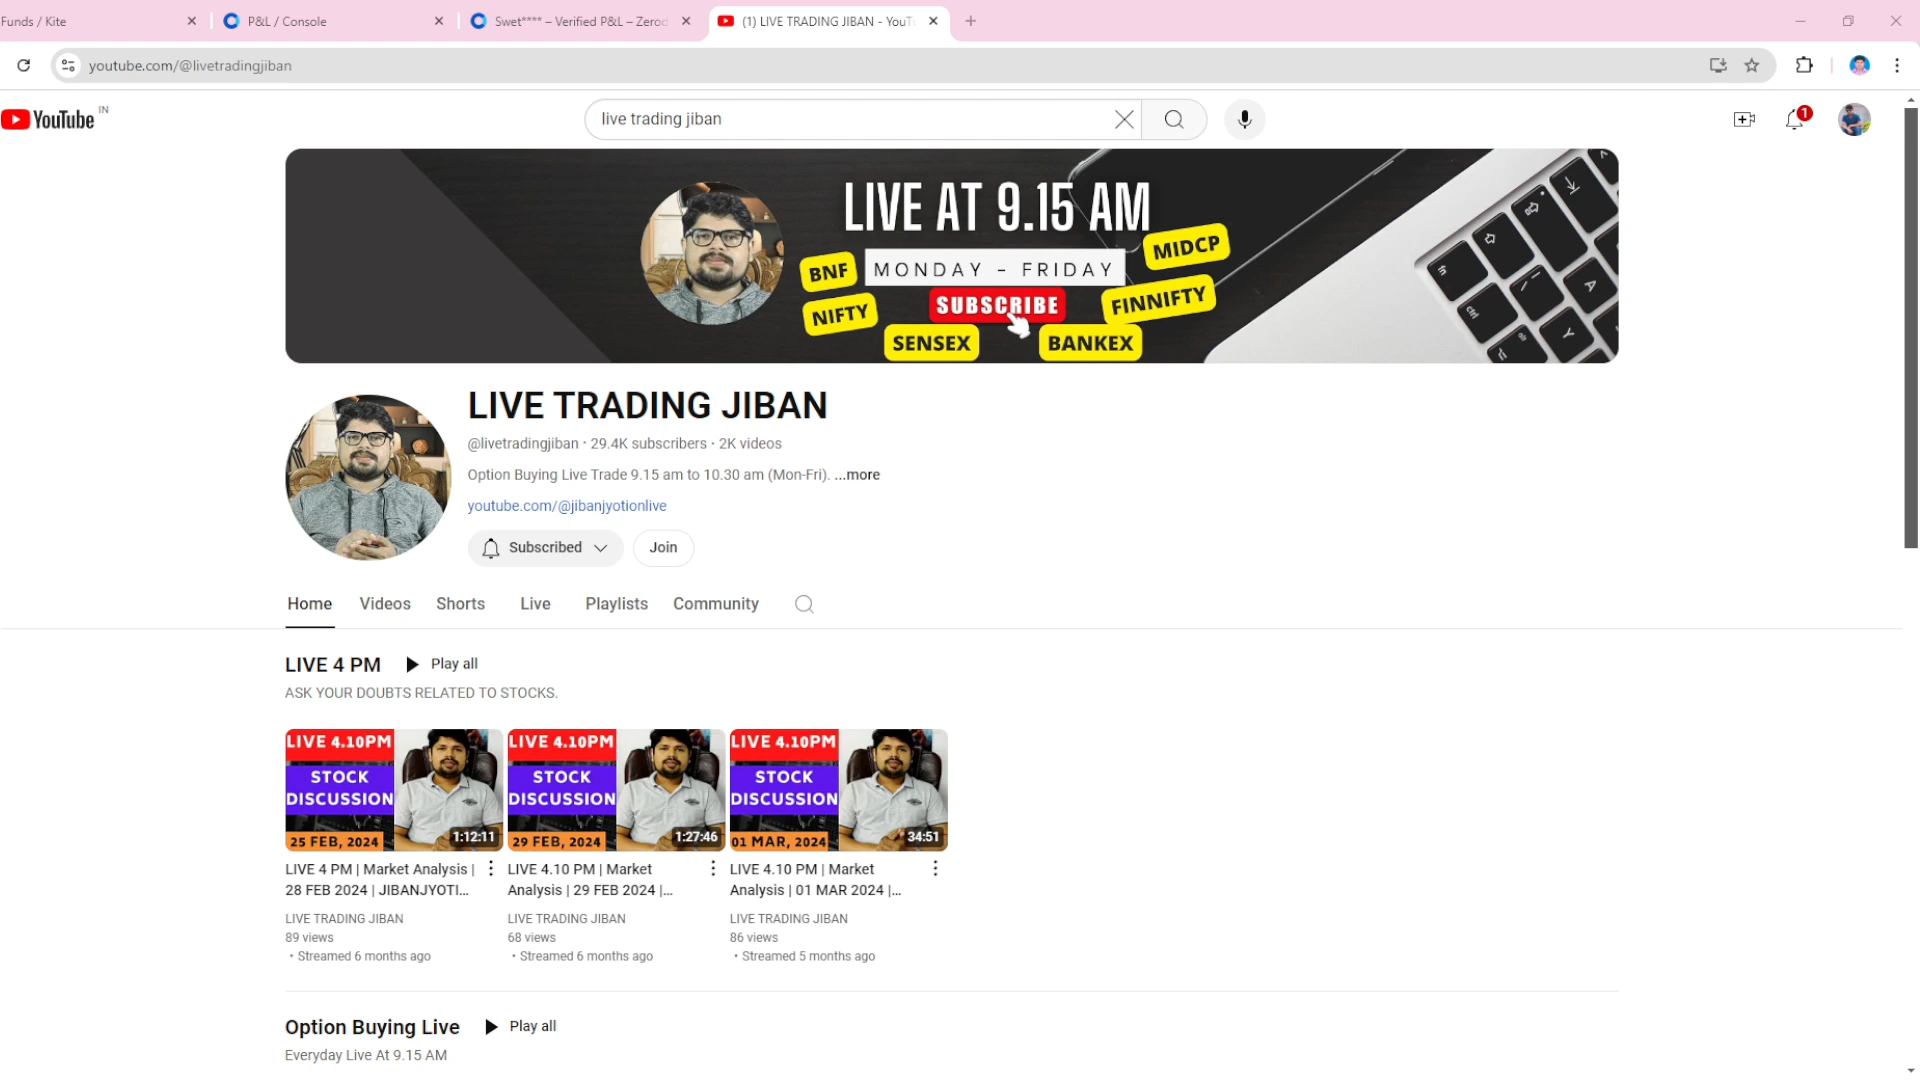 Funds / Kite
P&L / Console
Swet**** – Verified P&L – Zerod
(1) LIVE TRADING JIBAN - YouTu
youtube.com/@livetradingjiban
YouTube IN
live trading jiban
1
LIVE AT 9.15 AM
MONDAY - FRIDAY
MIDCP
BNF
SUBSCRIBE
FINNIFTY
NIFTY
SENSEX
BANKEX
LIVE TRADING JIBAN
@livetradingjiban · 29.4K subscribers · 2K videos
Option Buying Live Trade 9.15 am to 10.30 am (Mon-Fri). ...more
youtube.com/@jibanjyotionlive
Subscribed
Join
Home
Videos
Shorts
Live
Playlists
Community
LIVE 4 PM
Play all
ASK YOUR DOUBTS RELATED TO STOCKS.
LIVE 4.10PM
STOCK
DISCUSSION
25 FEB, 2024
1:12:11
LIVE 4 PM | Market Analysis |
28 FEB 2024 | JIBANJYOTI...
LIVE TRADING JIBAN
89 views
• Streamed 6 months ago
LIVE 4.10PM
STOCK
DISCUSSION
29 FEB, 2024
1:27:46
LIVE 4.10 PM | Market
Analysis | 29 FEB 2024 |...
LIVE TRADING JIBAN
68 views
• Streamed 6 months ago
LIVE 4.10PM
STOCK
DISCUSSION
01 MAR, 2024
34:51
LIVE 4.10 PM | Market
Analysis | 01 MAR 2024 |...
LIVE TRADING JIBAN
86 views
• Streamed 5 months ago
Option Buying Live
Play all
Everyday Live At 9.15 AM